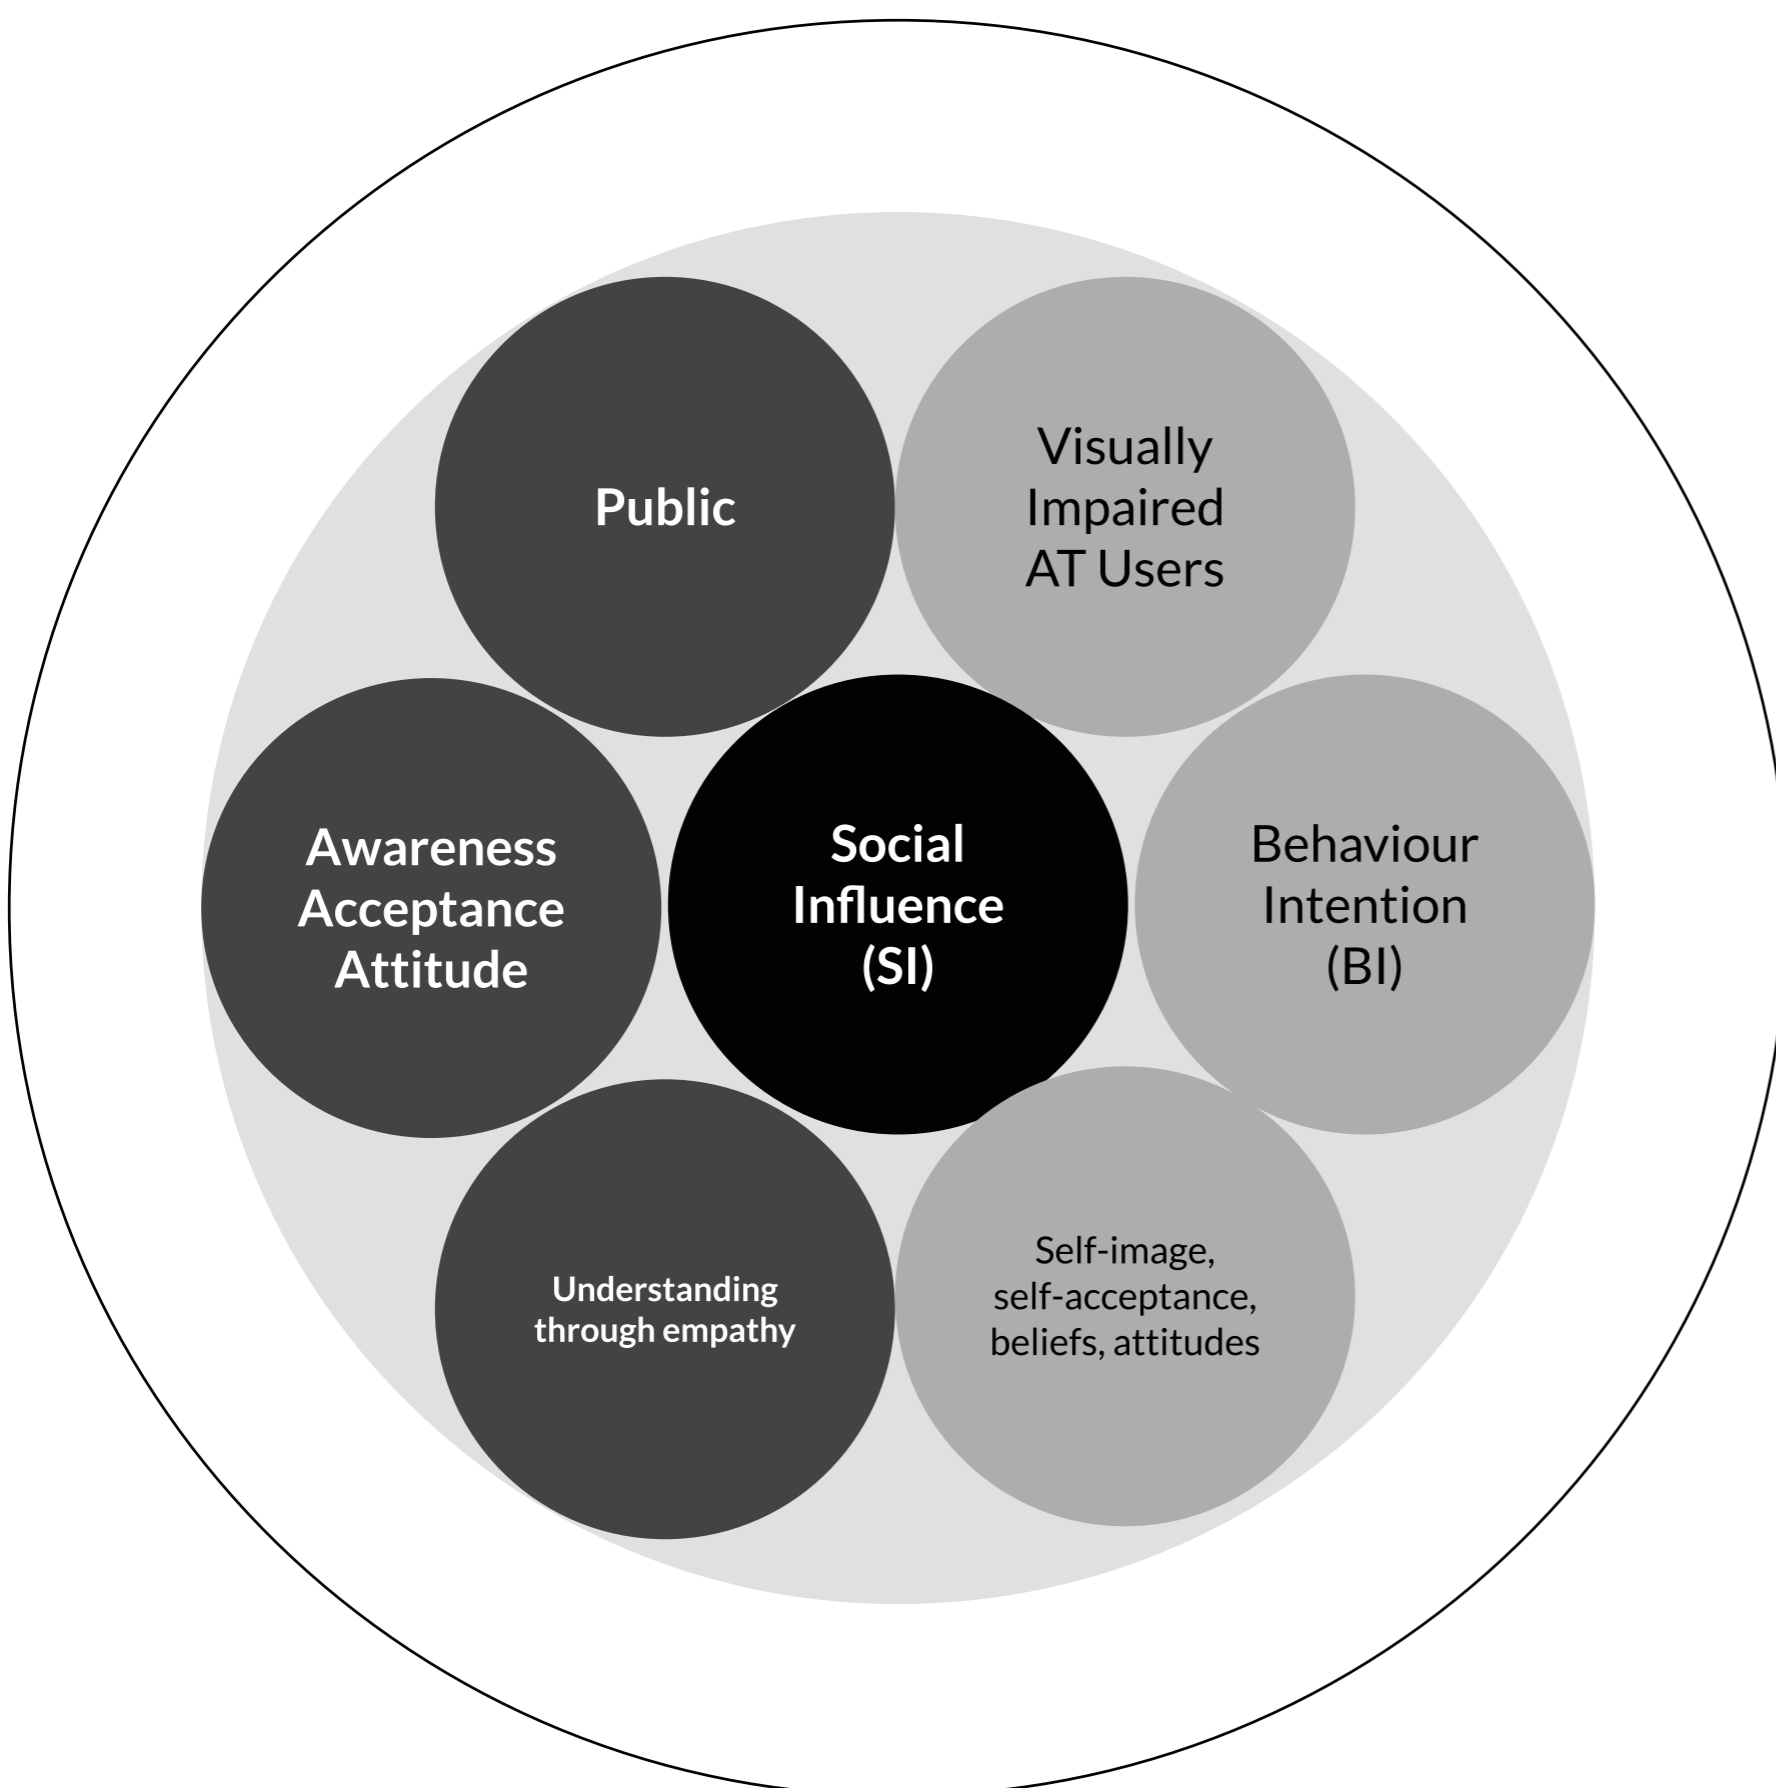 Public
Visually
Impaired
AT Users
Awareness
Acceptance
Attitude
Social
Influence
(SI)
Behaviour
Intention
(BI)
Understanding
through empathy
Self-image,
self-acceptance,
beliefs, attitudes